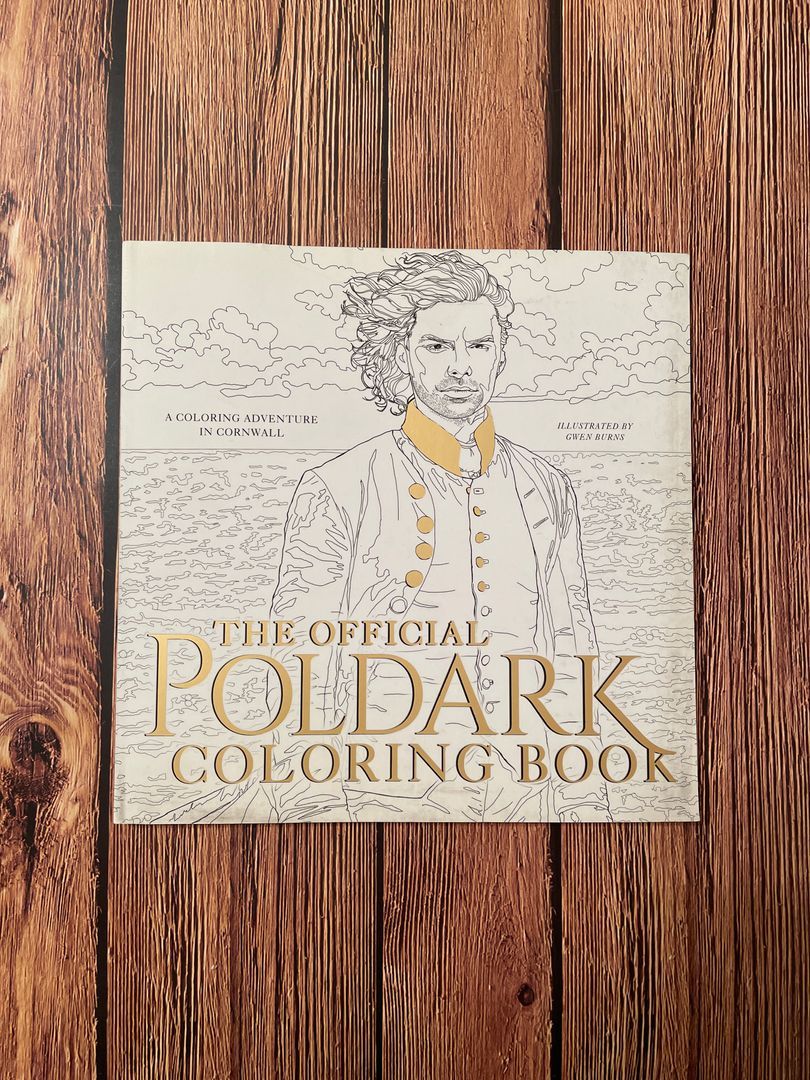 A COLORING ADVENTURE
IN CORNWALL
ILLUSTRATED BY
GWEN BURNS
THE OFFICIAL
POLDARK
COLORING BOOK